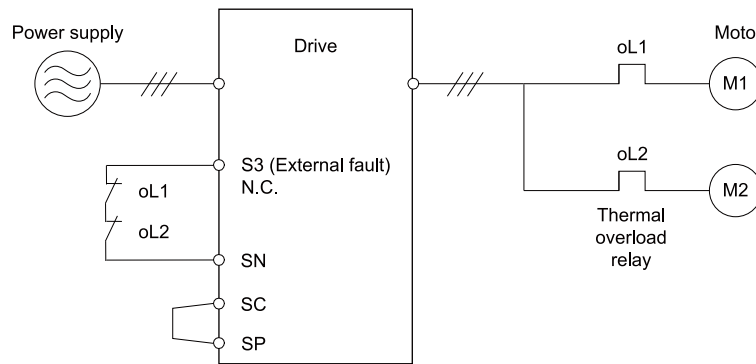 Power supply
Drive
oL1
Moto
M1
S3 (External fault)
N.C.
oL1
oL2
oL2
M2
Thermal
overload
relay
SN
SC
SP